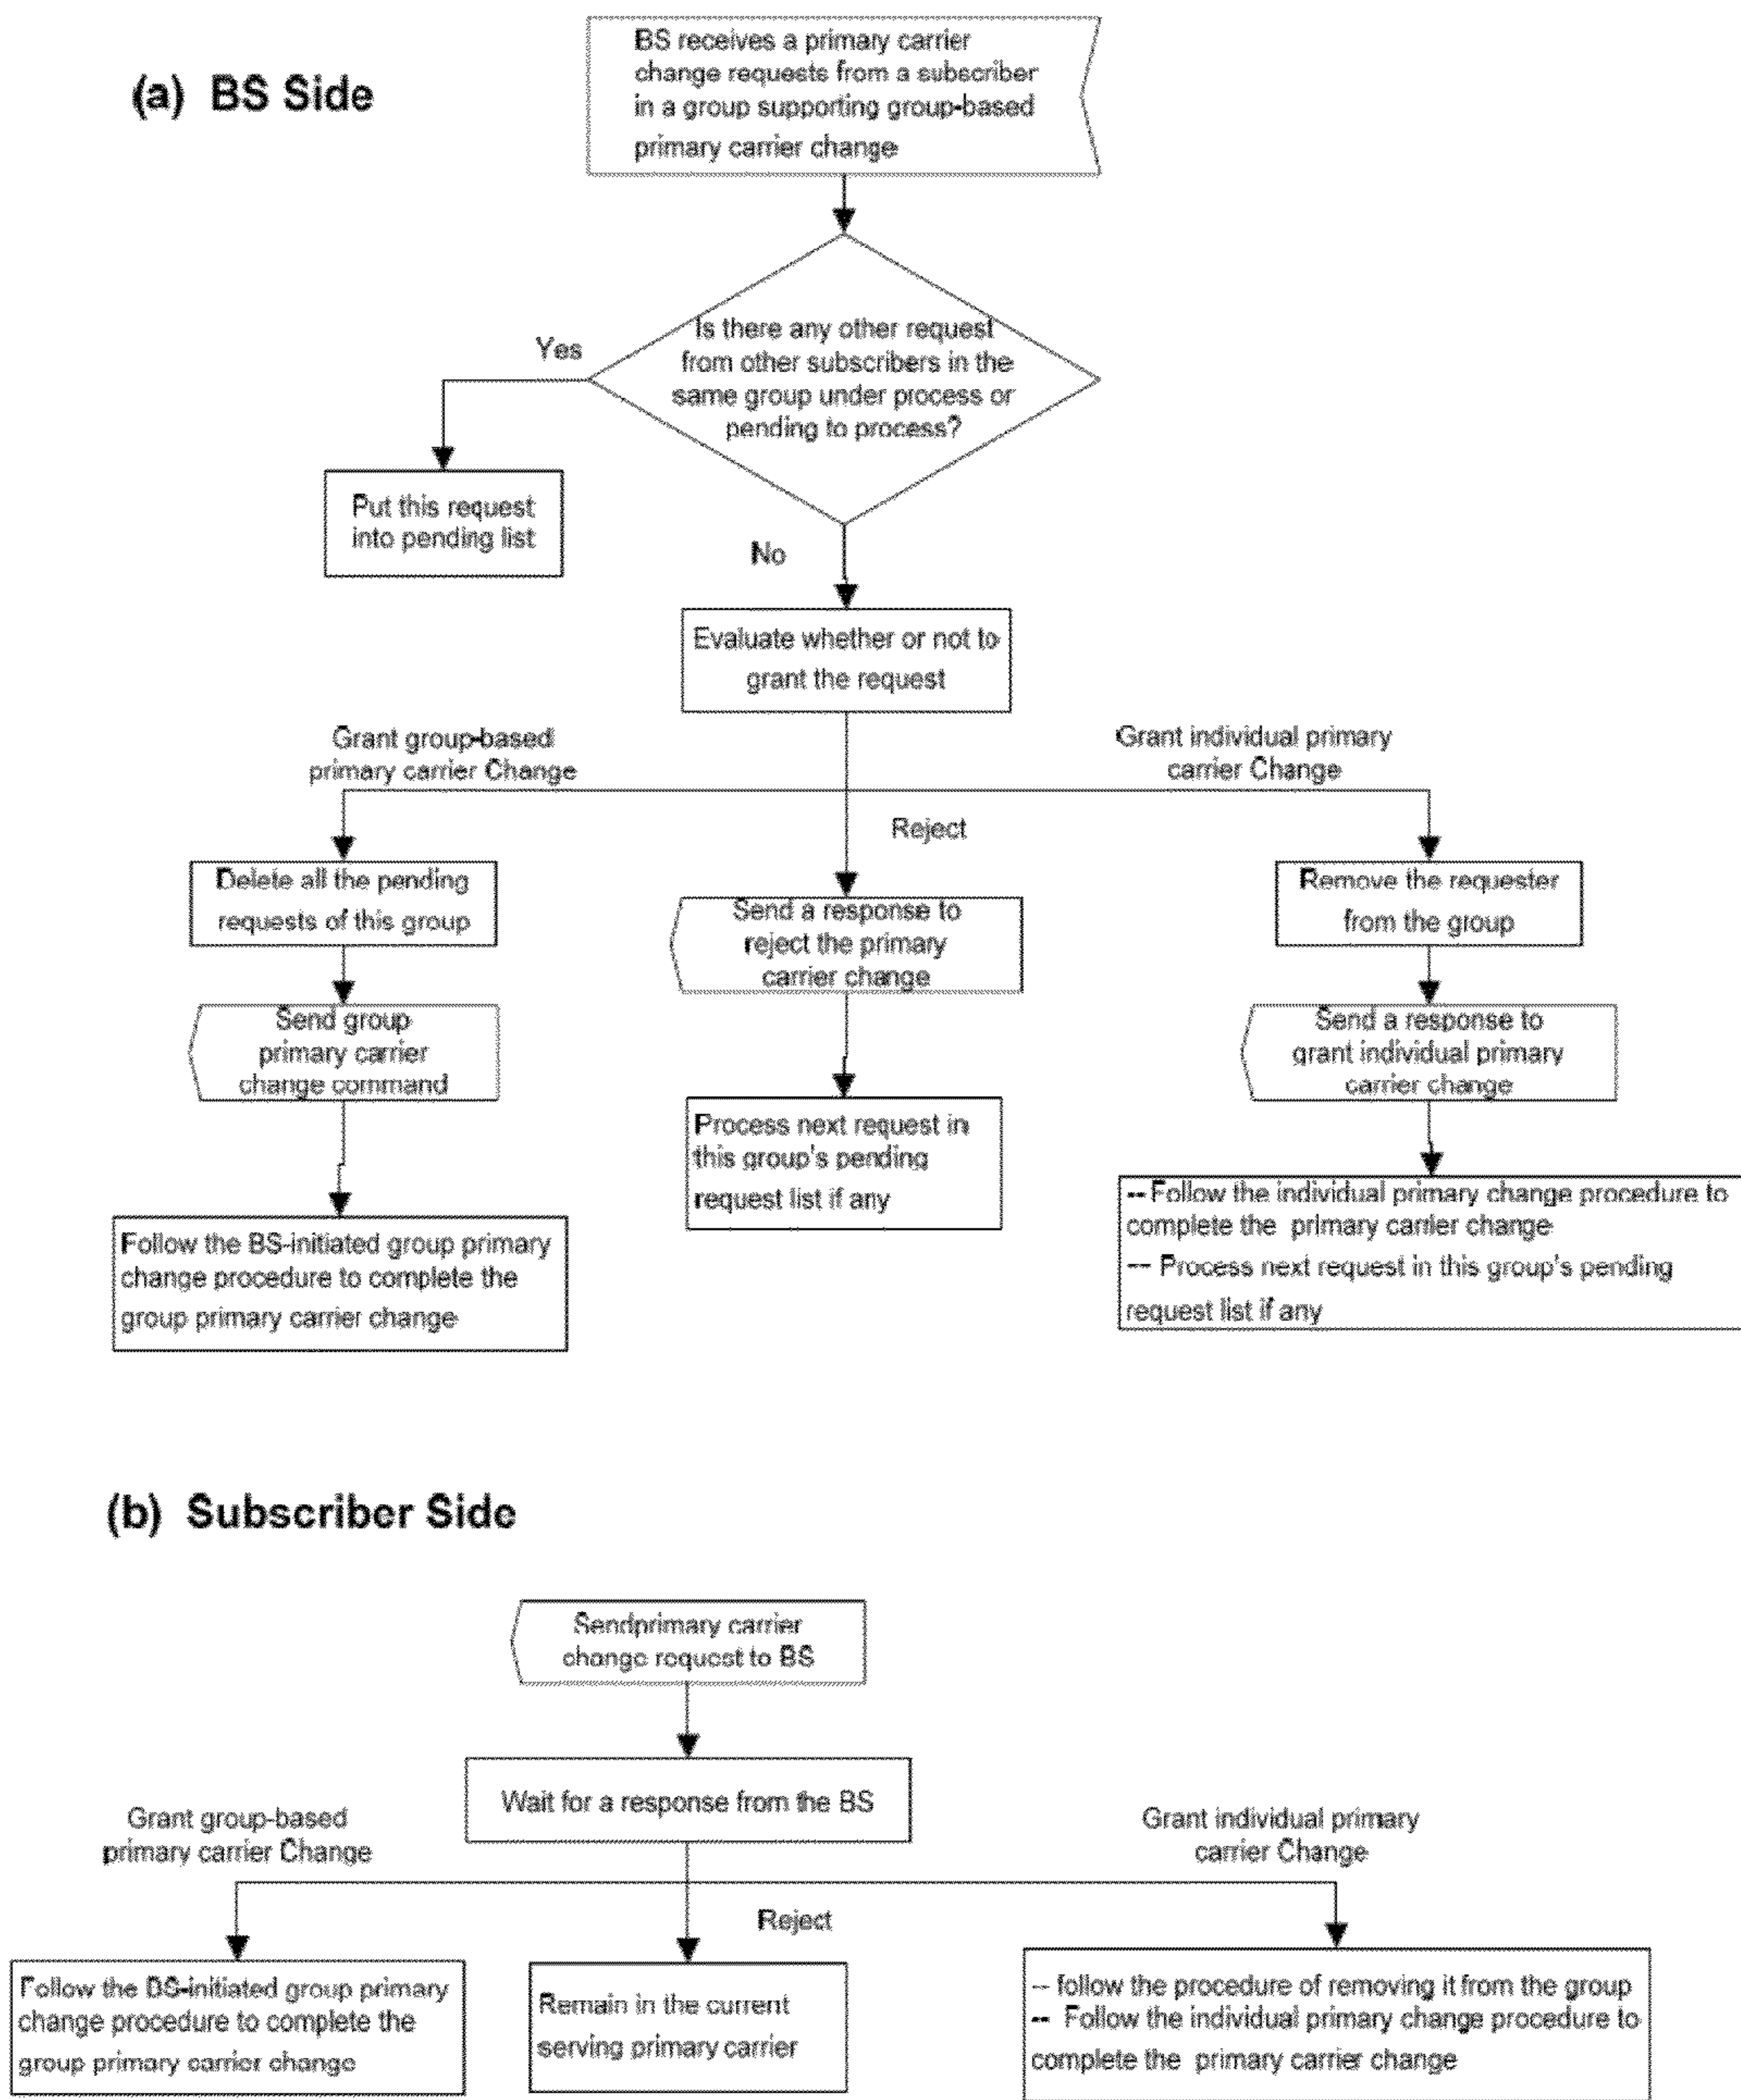 (a) BS Side
BS receives a primary carrier
change requests from a subscriber
in a group supporting group-based
primary carrier change
Is there any other request
from other subscribers in the
same group under process or
pending to process?
Yes
Put this request
into pending list
No
Evaluate whether or not to
grant the request
Grant group-based
primary carrier Change
Reject
Grant individual primary
carrier Change
Delete all the pending
requests of this group
Send group
primary carrier
change command
Follow the BS-initiated group primary
change procedure to complete the
group primary carrier change
Send a response to
reject the primary
carrier change
Process next request in
this group's pending
request list if any
Remove the requester
from the group
Send a response to
grant individual primary
carrier change
-- Follow the individual primary change procedure to
complete the primary carrier change
-- Process next request in this group's pending
request list if any
(b) Subscriber Side
Sendprimary carrier
change request to BS
Wait for a response from the BS
Grant group-based
primary carrier Change
Reject
Grant individual primary
carrier Change
Follow the BS-initiated group primary
change procedure to complete the
group primary carrier change
Remain in the current
serving primary carrier
-- follow the procedure of removing it from the group
-- Follow the individual primary change procedure to
complete the primary carrier change